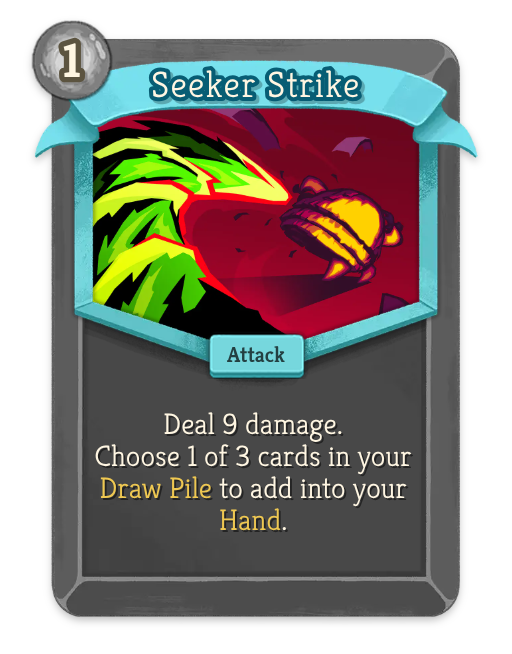 1
Seeker Strike
Attack
Deal 9 damage.
Choose 1 of 3 cards in your
Draw Pile to add into your
Hand.